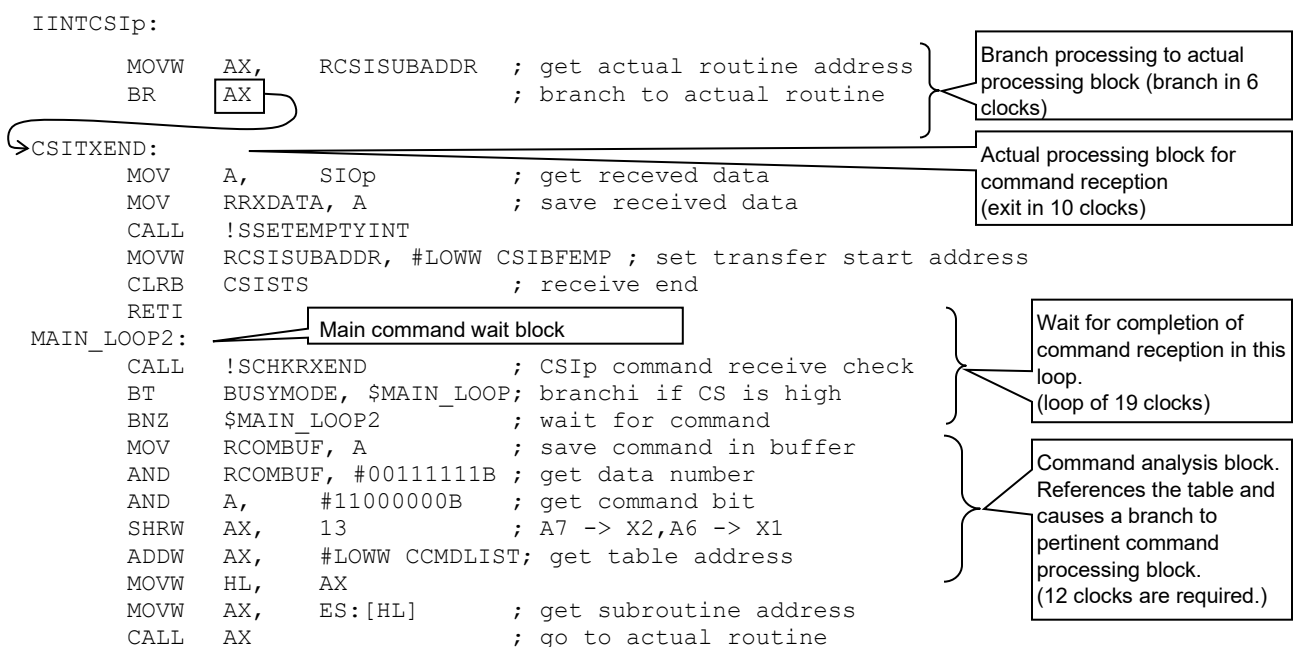 IINTCSIp:
MOVW AX, RCSISUBADDR ; get actual routine address
BR AX ; branch to actual routine
Branch processing to actual
processing block (branch in 6
clocks)
CSITXEND:
MOV A, SIOp ; get receved data
MOV RRXDATA, A ; save received data
CALL !SSETEMPTYINT
MOVW RCSISUBADDR, #LOWW CSIBFEMP ; set transfer start address
CLRB CSISTS ; receive end
RETI
Actual processing block for
command reception
(exit in 10 clocks)
MAIN_LOOP2:
Main command wait block
CALL !SCHKRXEND ; CSIp command receive check
BT BUSYMODE, $MAIN_LOOP; branchi if CS is high
BNZ $MAIN_LOOP2 ; wait for command
MOV RCOMBUF, A ; save command in buffer
AND RCOMBUF, #00111111B ; get data number
AND A, #11000000B ; get command bit
SHRW AX, 13 ; A7 -> X2,A6 -> X1
ADDW AX, #LOWW CCMDLIST; get table address
MOVW HL, AX
MOVW AX, ES:[HL] ; get subroutine address
CALL AX ; go to actual routine
Wait for completion of
command reception in this
loop.
(loop of 19 clocks)
Command analysis block.
References the table and
causes a branch to
pertinent command
processing block.
(12 clocks are required.)